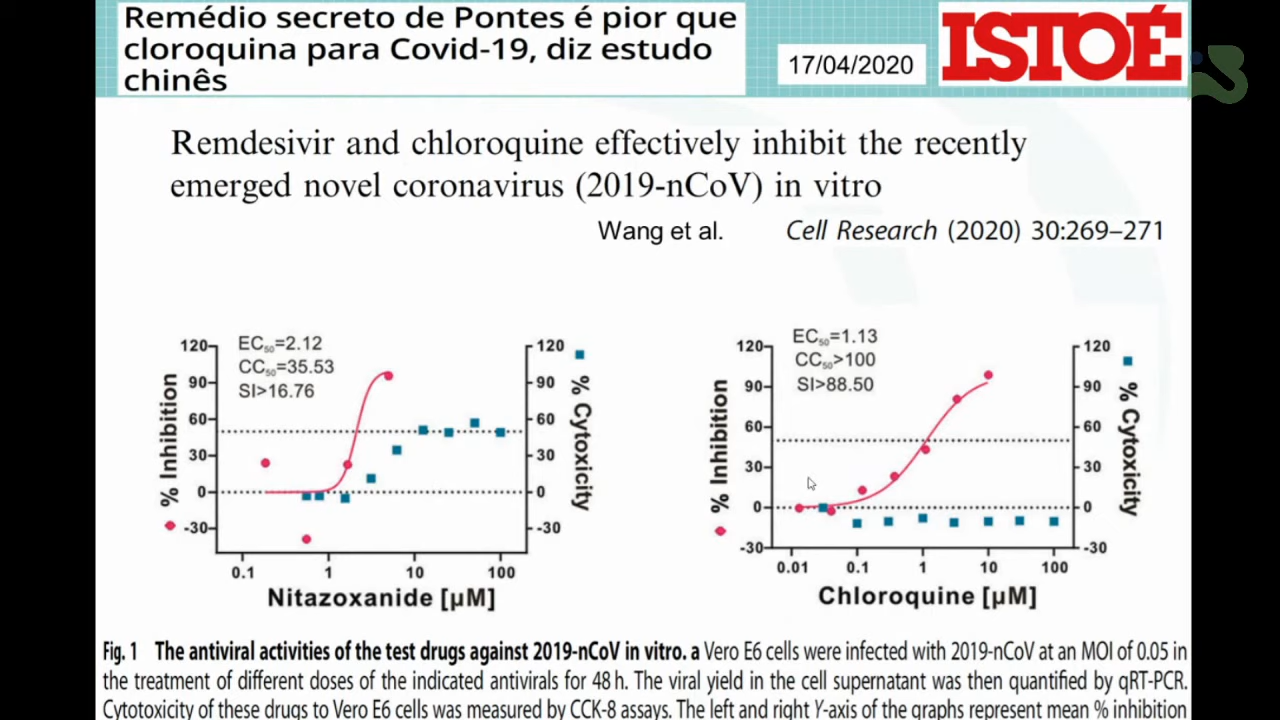 Remédio secreto de Pontes é pior que
cloroquina para Covid-19, diz estudo
chinês
17/04/2020
ISTOÉ
Remdesivir and chloroquine effectively inhibit the recently
emerged novel coronavirus (2019-nCoV) in vitro
Wang et al. Cell Research (2020) 30:269–271
EC₅₀=2.12
CC₅₀=35.53
SI>16.76
120
90
60
30
0
-30
% Inhibition
120
90
60
30
0
-30
% Cytoxicity
0.1 1 10 100
Nitazoxanide [µM]
EC₅₀=1.13
CC₅₀>100
SI>88.50
120
90
60
30
0
-30
% Inhibition
120
90
60
30
0
-30
% Cytoxicity
0.01 0.1 1 10 100
Chloroquine [µM]
Fig. 1 The antiviral activities of the test drugs against 2019-nCoV in vitro. a Vero E6 cells were infected with 2019-nCoV at an MOI of 0.05 in
the treatment of different doses of the indicated antivirals for 48 h. The viral yield in the cell supernatant was then quantified by qRT-PCR.
Cytotoxicity of these drugs to Vero E6 cells was measured by CCK-8 assays. The left and right Y-axis of the graphs represent mean % inhibition